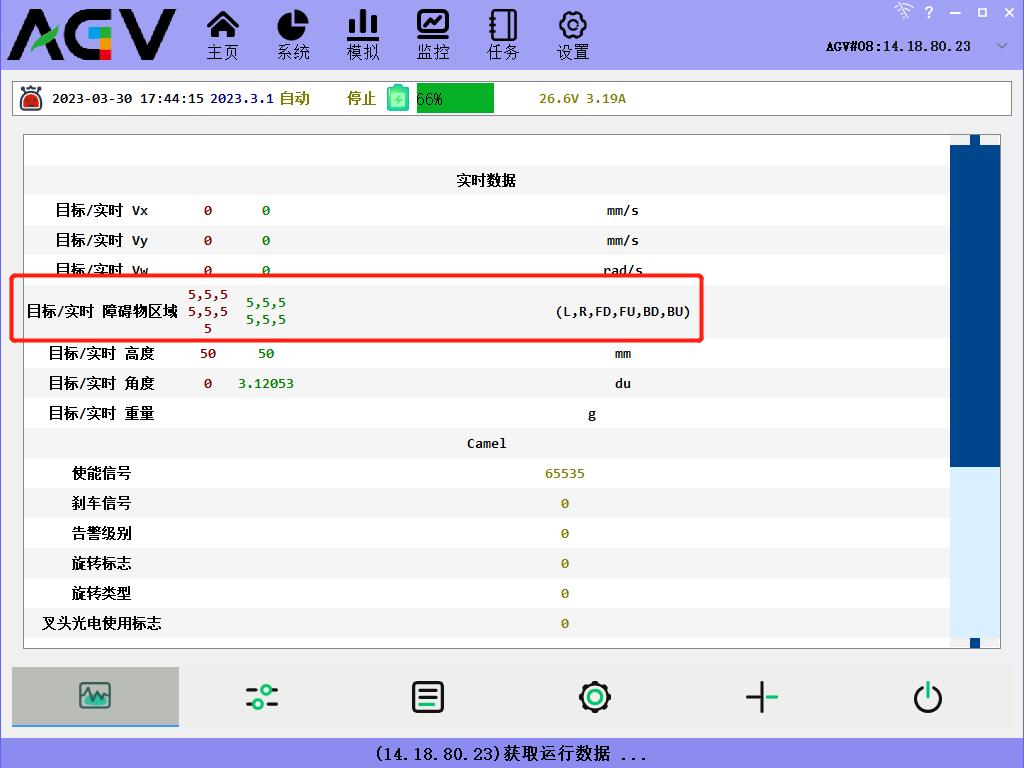 AGV
主页 系统 模拟 监控 任务 设置
? AGV#08:14.18.80.23
2023-03-30 17:44:15 2023.3.1 自动 停止 66% 26.6V 3.19A
实时数据
目标/实时 Vx 0 0 mm/s
目标/实时 Vy 0 0 mm/s
目标/实时 Vw 0 0 rad/s
目标/实时 障碍物区域 5,5,5 5,5,5 5 5,5,5 5,5,5 (L,R,FD,FU,BD,BU)
目标/实时 高度 50 50 mm
目标/实时 角度 0 3.12053 du
目标/实时 重量 g
Camel
使能信号 65535
刹车信号 0
告警级别 0
旋转标志 0
旋转类型 0
叉头光电使用标志 0
(14.18.80.23)获取运行数据 ...